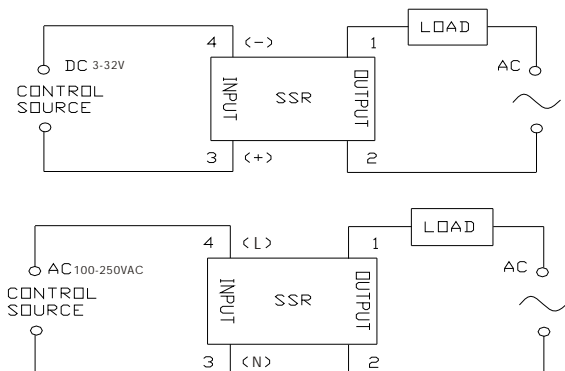 LOAD
4 (-)
1
DC 3-32V
AC
CONTROL
SOURCE
INPUT
SSR
OUTPUT
3 (+)
2
LOAD
4 (L)
1
AC 100-250VAC
AC
CONTROL
SOURCE
INPUT
SSR
OUTPUT
3 (N)
2